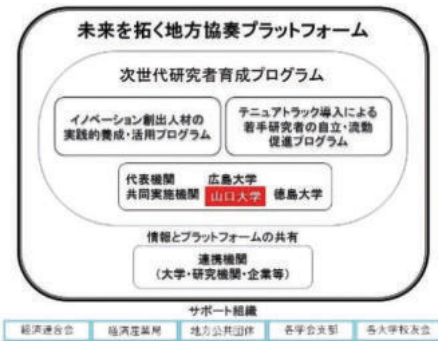 未来を拓く地方協奏プラットフォーム
次世代研究者育成プログラム
イノベーション創出人材の
実践的養成・活用プログラム
テニュアトラック導入による
若手研究者の自立・流動
促進プログラム
代表機関 広島大学
共同実施機関 山口大学 徳島大学
情報とプラットフォームの共有
連携機関
(大学・研究機関・企業等)
サポート組織
経済連合会 経済産業局 地方公共団体 各学会支部 各大学校友会